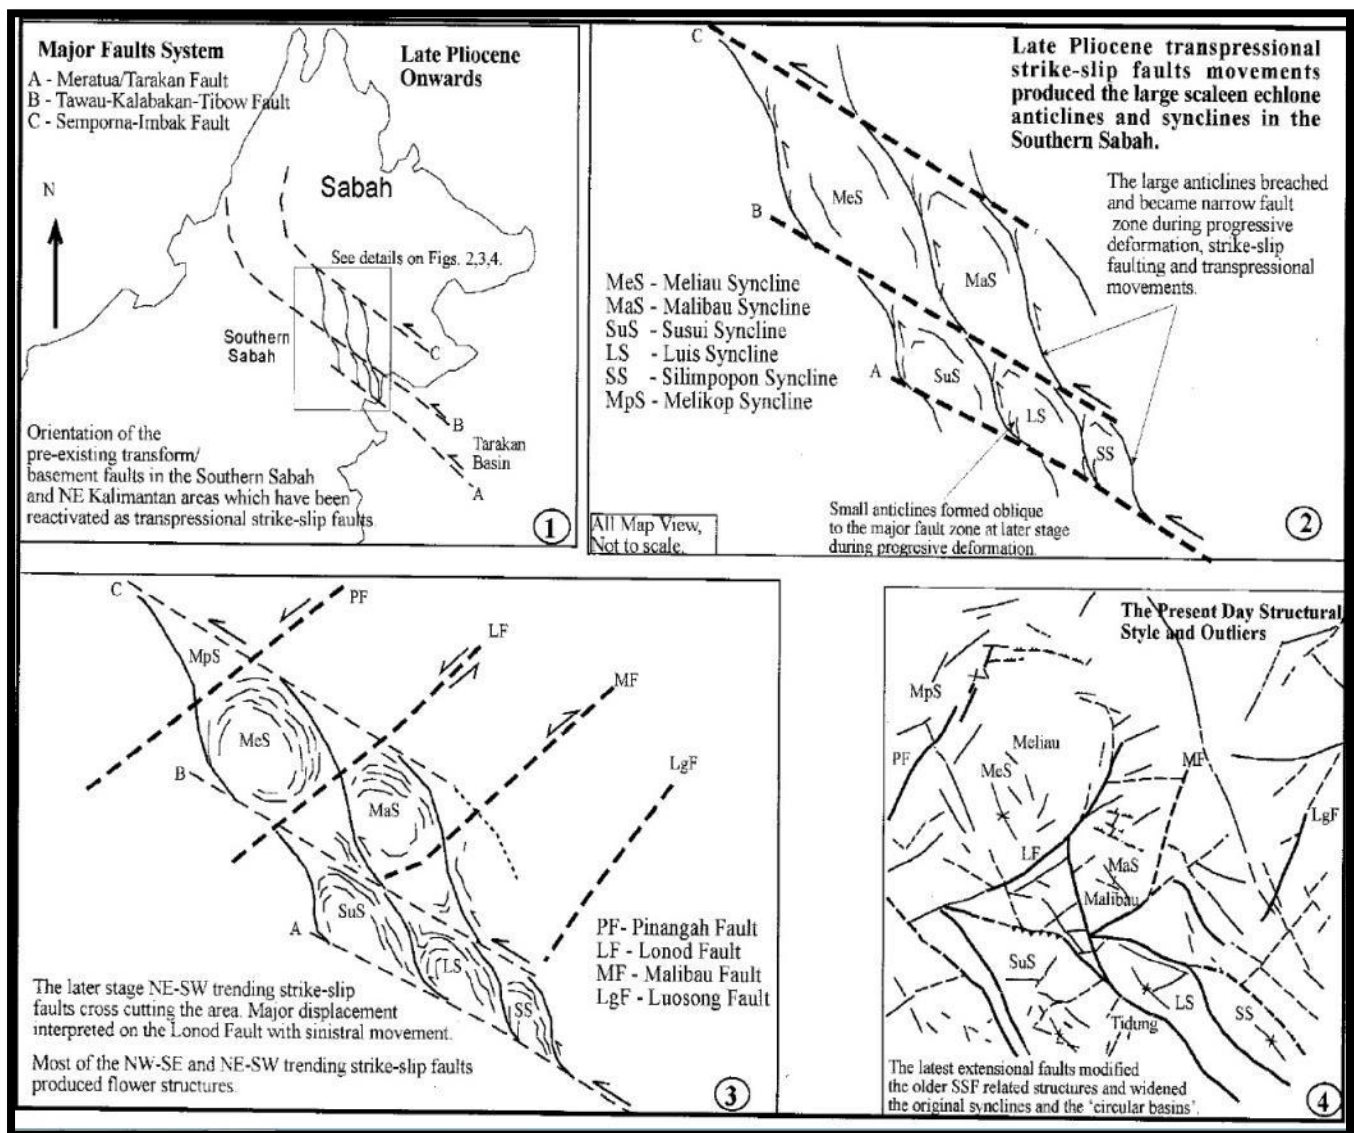 Major Faults System
A - Meratua/Tarakan Fault
B - Tawau-Kalabakan-Tibow Fault
C - Semporna-Imbak Fault
Late Pliocene
Onwards
N
Sabah
See details on Figs. 2,3,4.
Southern
Sabah
C
B
Tarakan
Basin
A
Orientation of the
pre-existing transform/
basement faults in the Southern Sabah
and NE Kalimantan areas which have been
reactivated as transpressional strike-slip faults.
1
C
Late Pliocene transpressional
strike-slip faults movements
produced the large scaleen echlone
anticlines and synclines in the
Southern Sabah.
The large anticlines breached
and became narrow fault
zone during progressive
deformation, strike-slip
faulting and transpressional
movements.
MeS
B
MaS
MeS - Meliau Syncline
MaS - Malibau Syncline
SuS - Susui Syncline
LS - Luis Syncline
SS - Silimpopon Syncline
MpS - Melikop Syncline
A
SuS
LS
SS
Small anticlines formed oblique
to the major fault zone at later stage
during progresive deformation.
All Map View,
Not to scale.
2
C
PF
LF
MpS
MF
MeS
B
LgF
MaS
SuS
A
LS
SS
PF- Pinangah Fault
LF - Lonod Fault
MF - Malibau Fault
LgF - Luosong Fault
The later stage NE-SW trending strike-slip
faults cross cutting the area. Major displacement
interpreted on the Lonod Fault with sinistral movement.
Most of the NW-SE and NE-SW trending strike-slip faults
produced flower structures.
3
The Present Day Structural
Style and Outliers
MpS
Meliau
PF
MeS
MF
LgF
LF
MaS
Malibau
SuS
LS
SS
Tidung
The latest extensional faults modified
the older SSF related structures and widened
the original synclines and the 'circular basins'.
4